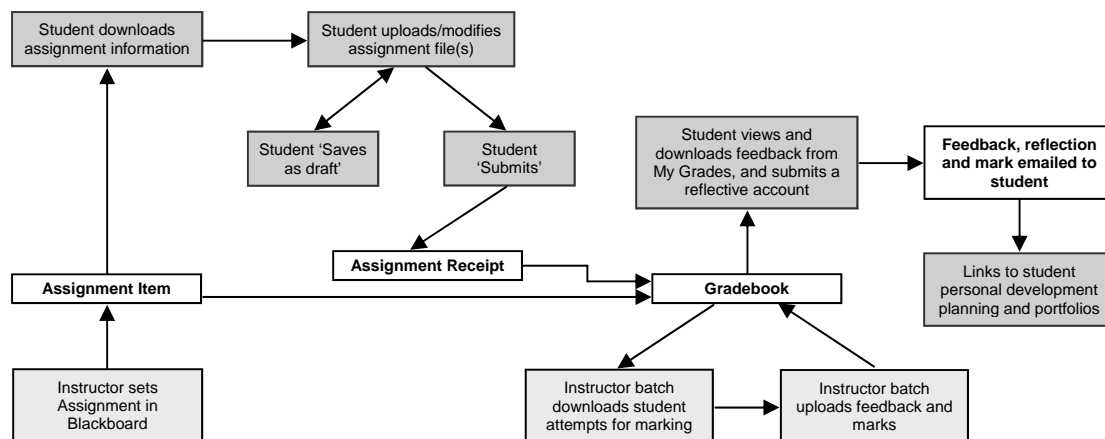 Student downloads
assignment information
Student uploads/modifies
assignment file(s)
Student ‘Saves
as draft’
Student
‘Submits’
Student views and
downloads feedback from
My Grades, and submits a
reflective account
Feedback, reflection
and mark emailed to
student
Assignment Receipt
Assignment Item
Gradebook
Links to student
personal development
planning and portfolios
Instructor sets
Assignment in
Blackboard
Instructor batch
downloads student
attempts for marking
Instructor batch
uploads feedback and
marks